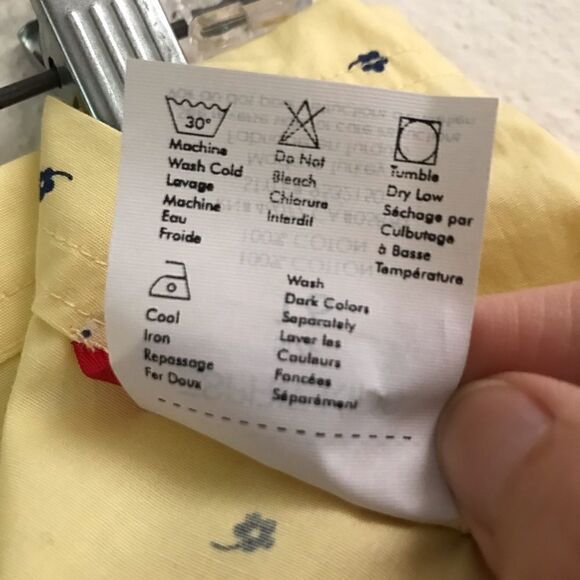 30°
Machine
Wash Cold
Lavage
Machine
Eau
Froide
Do Not
Bleach
Chlorure
Interdit
Tumble
Dry Low
Séchage par
Culbutage
à Basse
Température
Cool
Iron
Repassage
Fer Doux
Wash
Dark Colors
Separately
Laver les
Couleurs
Foncées
Séparément